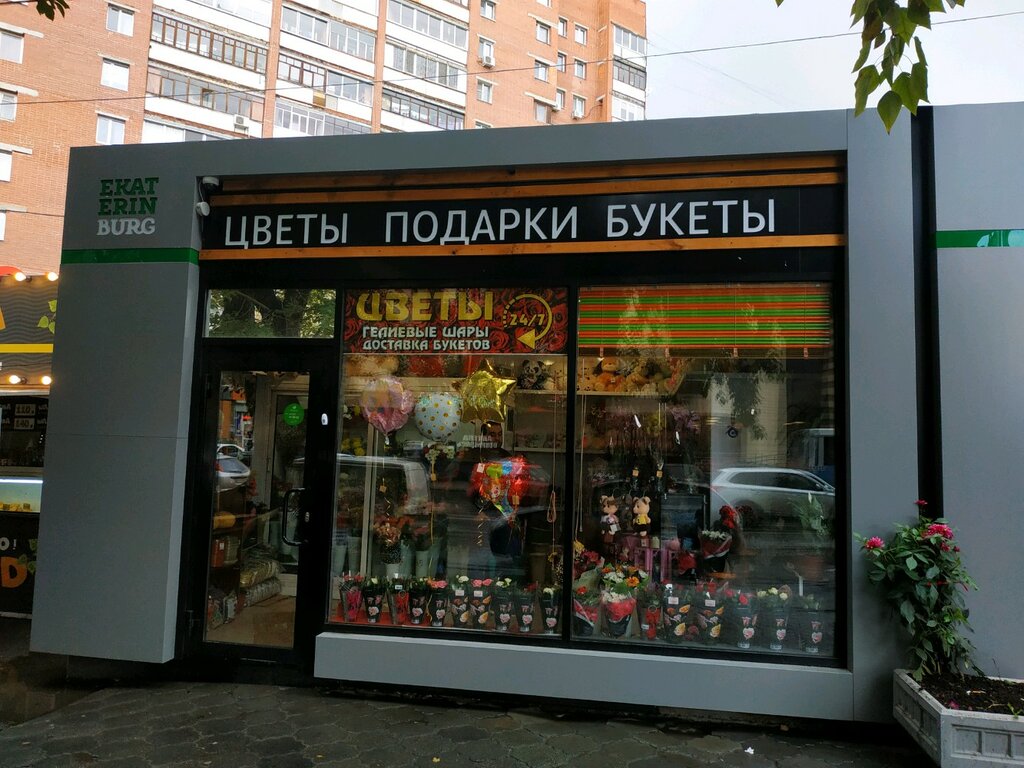 EKAT
ERIN
BURG
ЦВЕТЫ ПОДАРКИ БУКЕТЫ
ЦВЕТЫ
24/7
ГЕЛИЕВЫЕ ШАРЫ
ДОСТАВКА БУКЕТОВ